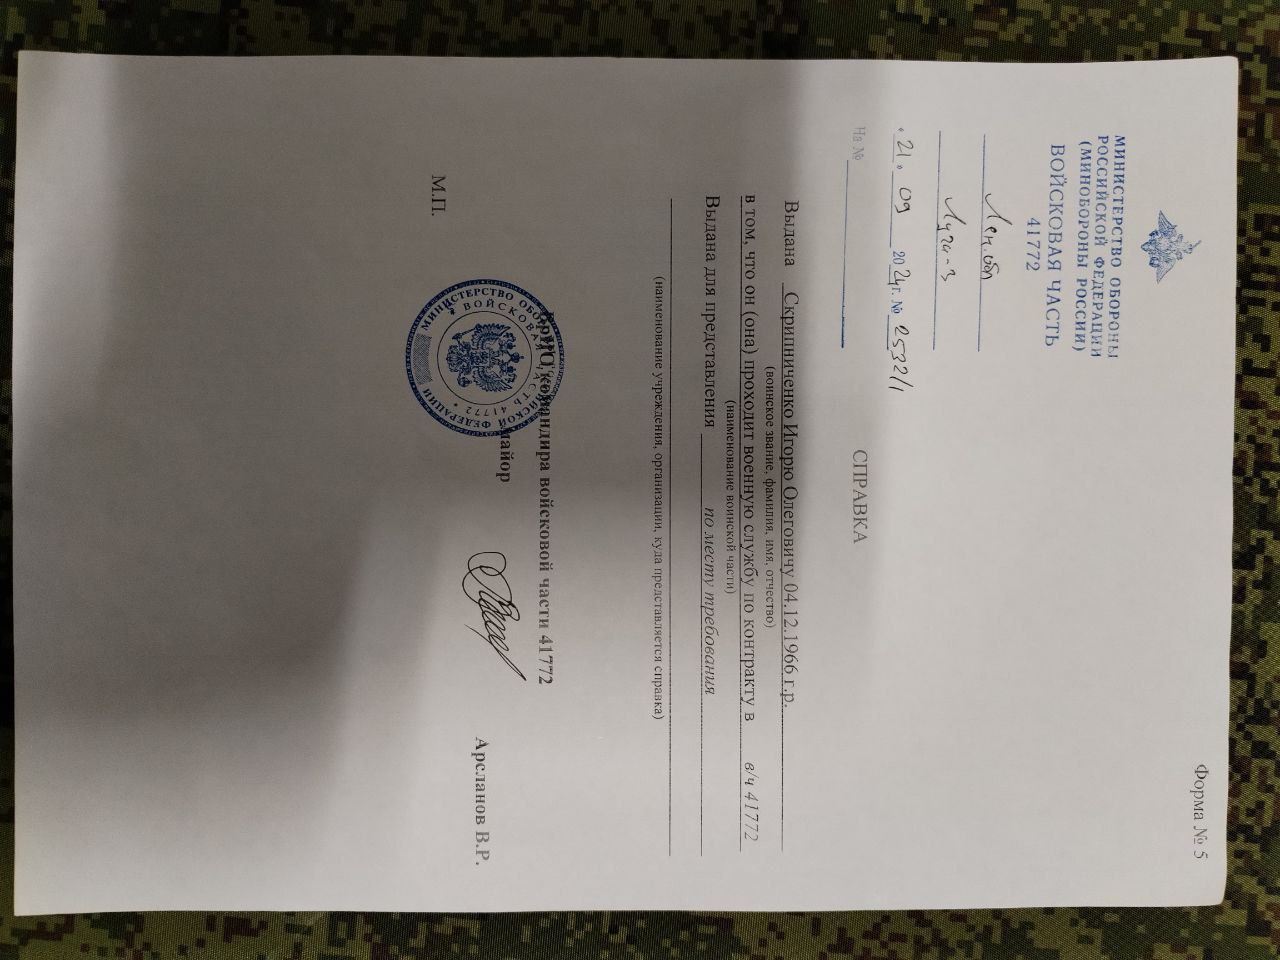 Форма № 5
МИНИСТЕРСТВО ОБОРОНЫ
РОССИЙСКОЙ ФЕДЕРАЦИИ
(МИНОБОРОНЫ РОССИИ)
ВОЙСКОВАЯ ЧАСТЬ
41772
Лен. обл
Луга-3
"21" 09 2024г. № 2532/1
На №
СПРАВКА
Выдана Скрипниченко Игорю Олеговичу 04.12.1966 г.р.
(воинское звание, фамилия, имя, отчество)
в том, что он (она) проходит военную службу по контракту в в/ч 41772
(наименование воинской части)
Выдана для представления по месту требования
(наименование учреждения, организации, куда представляется справка)
ВрИО командира войсковой части 41772
майор
Арсланов В.Р.
М.П.
МИНИСТЕРСТВО ОБОРОНЫ РОССИЙСКОЙ ФЕДЕРАЦИИ
ВОЙСКОВАЯ ЧАСТЬ 41772